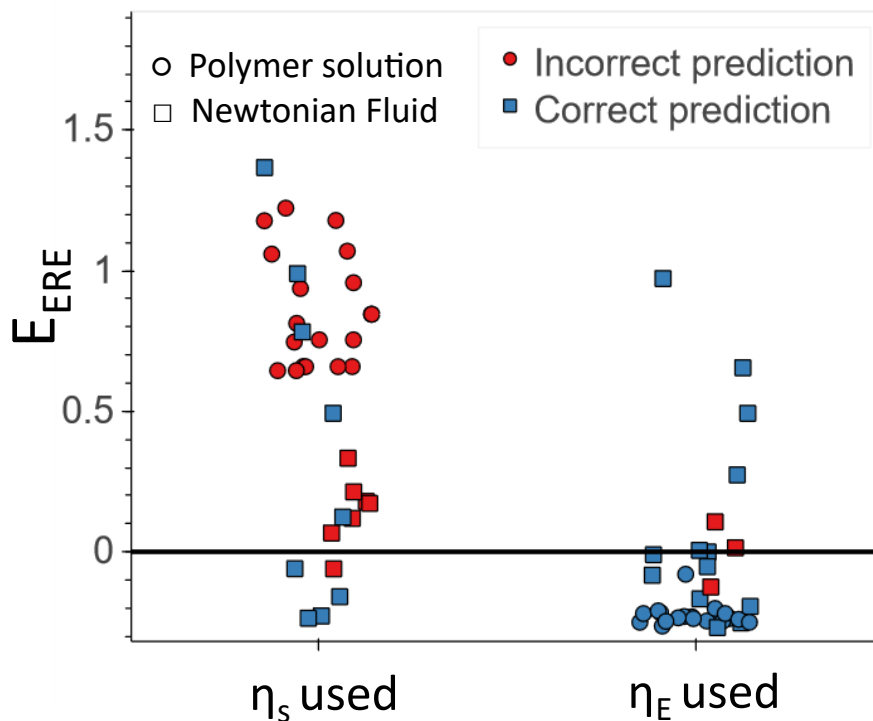 ○ Polymer solution
□ Newtonian Fluid
Incorrect prediction
Correct prediction
E_ERE
1.5
1
0.5
0
η_s used
η_E used